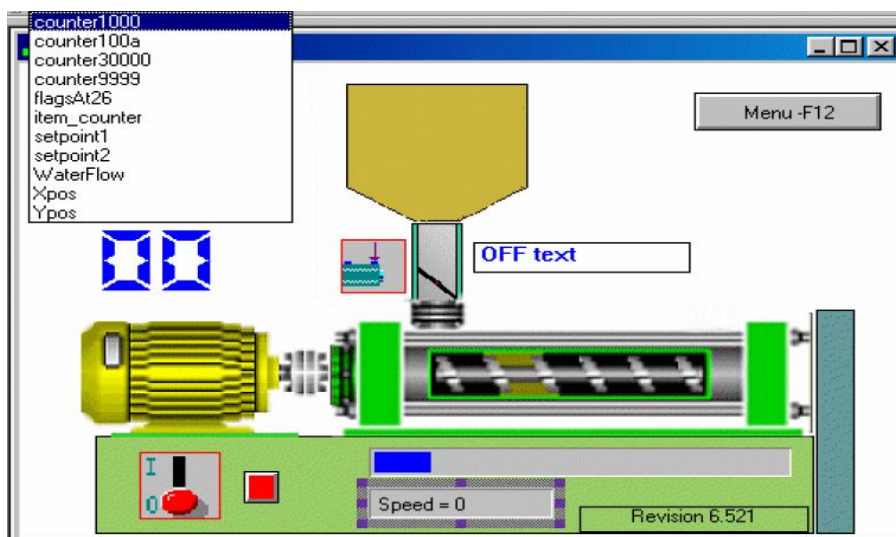 counter1000
counter100a
counter30000
counter9999
flagsAt26
item_counter
setpoint1
setpoint2
WaterFlow
Xpos
Ypos
Menu -F12
00
OFF text
I
0
Speed = 0
Revision 6.521